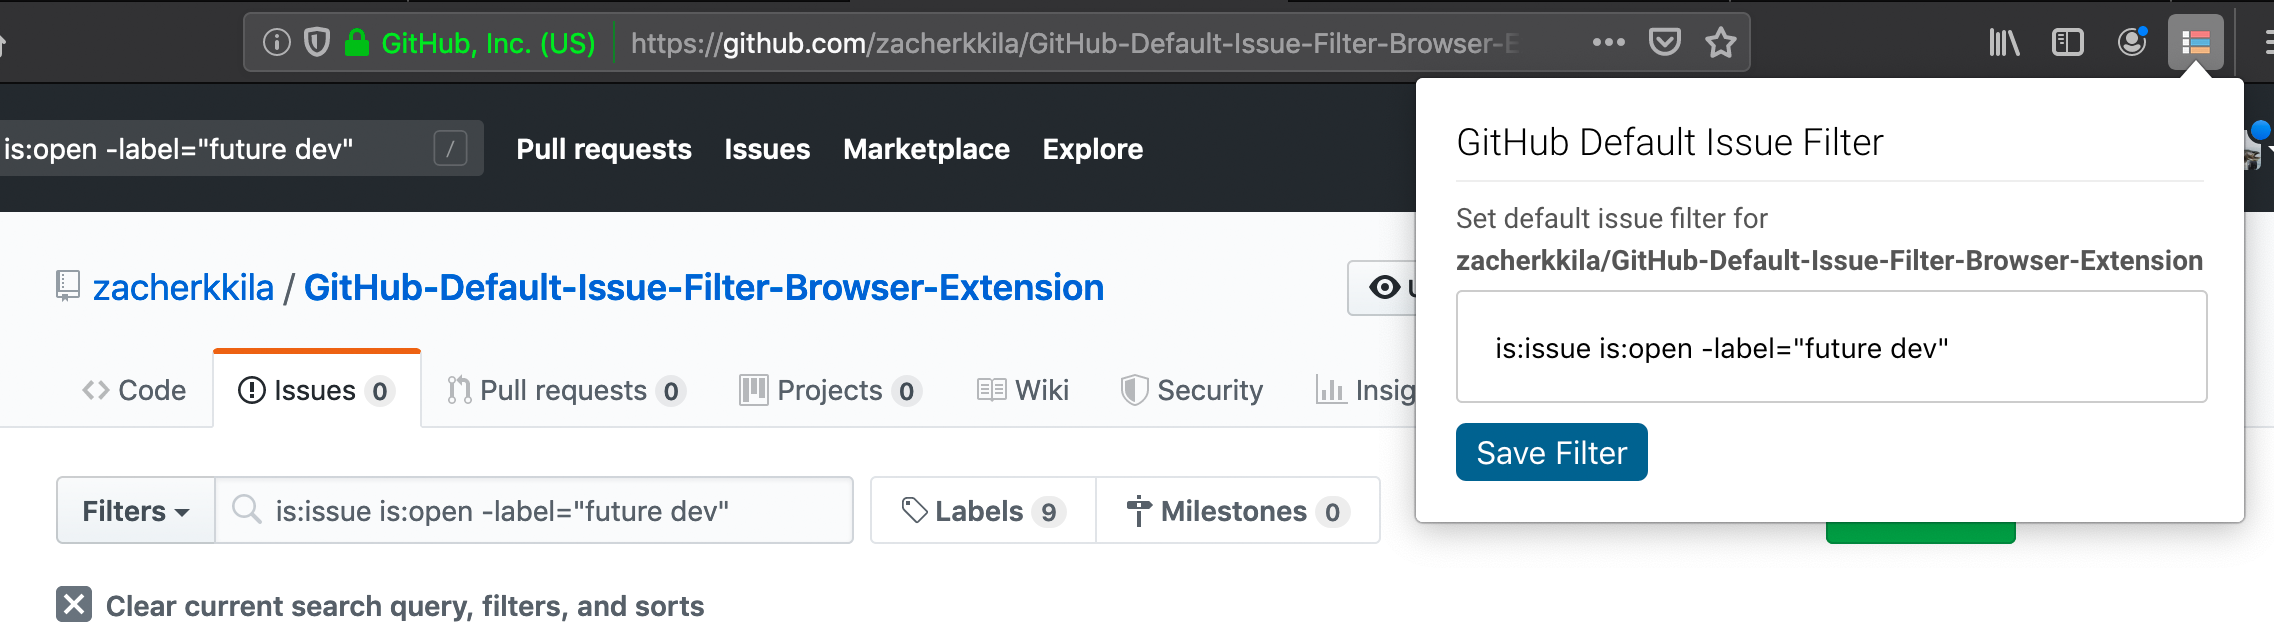 GitHub, Inc. (US) https://github.com/zacherkkila/GitHub-Default-Issue-Filter-Browser-E
is:open -label="future dev" / Pull requests Issues Marketplace Explore
GitHub Default Issue Filter
Set default issue filter for
zacherkkila/GitHub-Default-Issue-Filter-Browser-Extension
is:issue is:open -label="future dev"
Save Filter
zacherkkila / GitHub-Default-Issue-Filter-Browser-Extension
Code Issues 0 Pull requests 0 Projects 0 Wiki Security Insig
Filters is:issue is:open -label="future dev" Labels 9 Milestones 0
Clear current search query, filters, and sorts